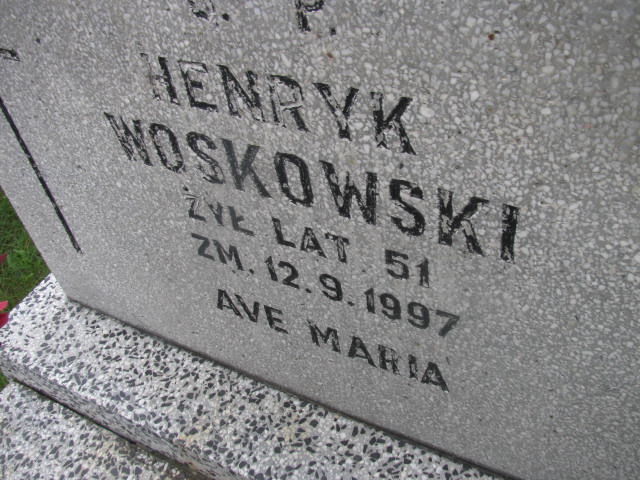 Ś. P.
HENRYK
WOSKOWSKI
ŻYŁ LAT 51
ZM. 12.9.1997
AVE MARIA